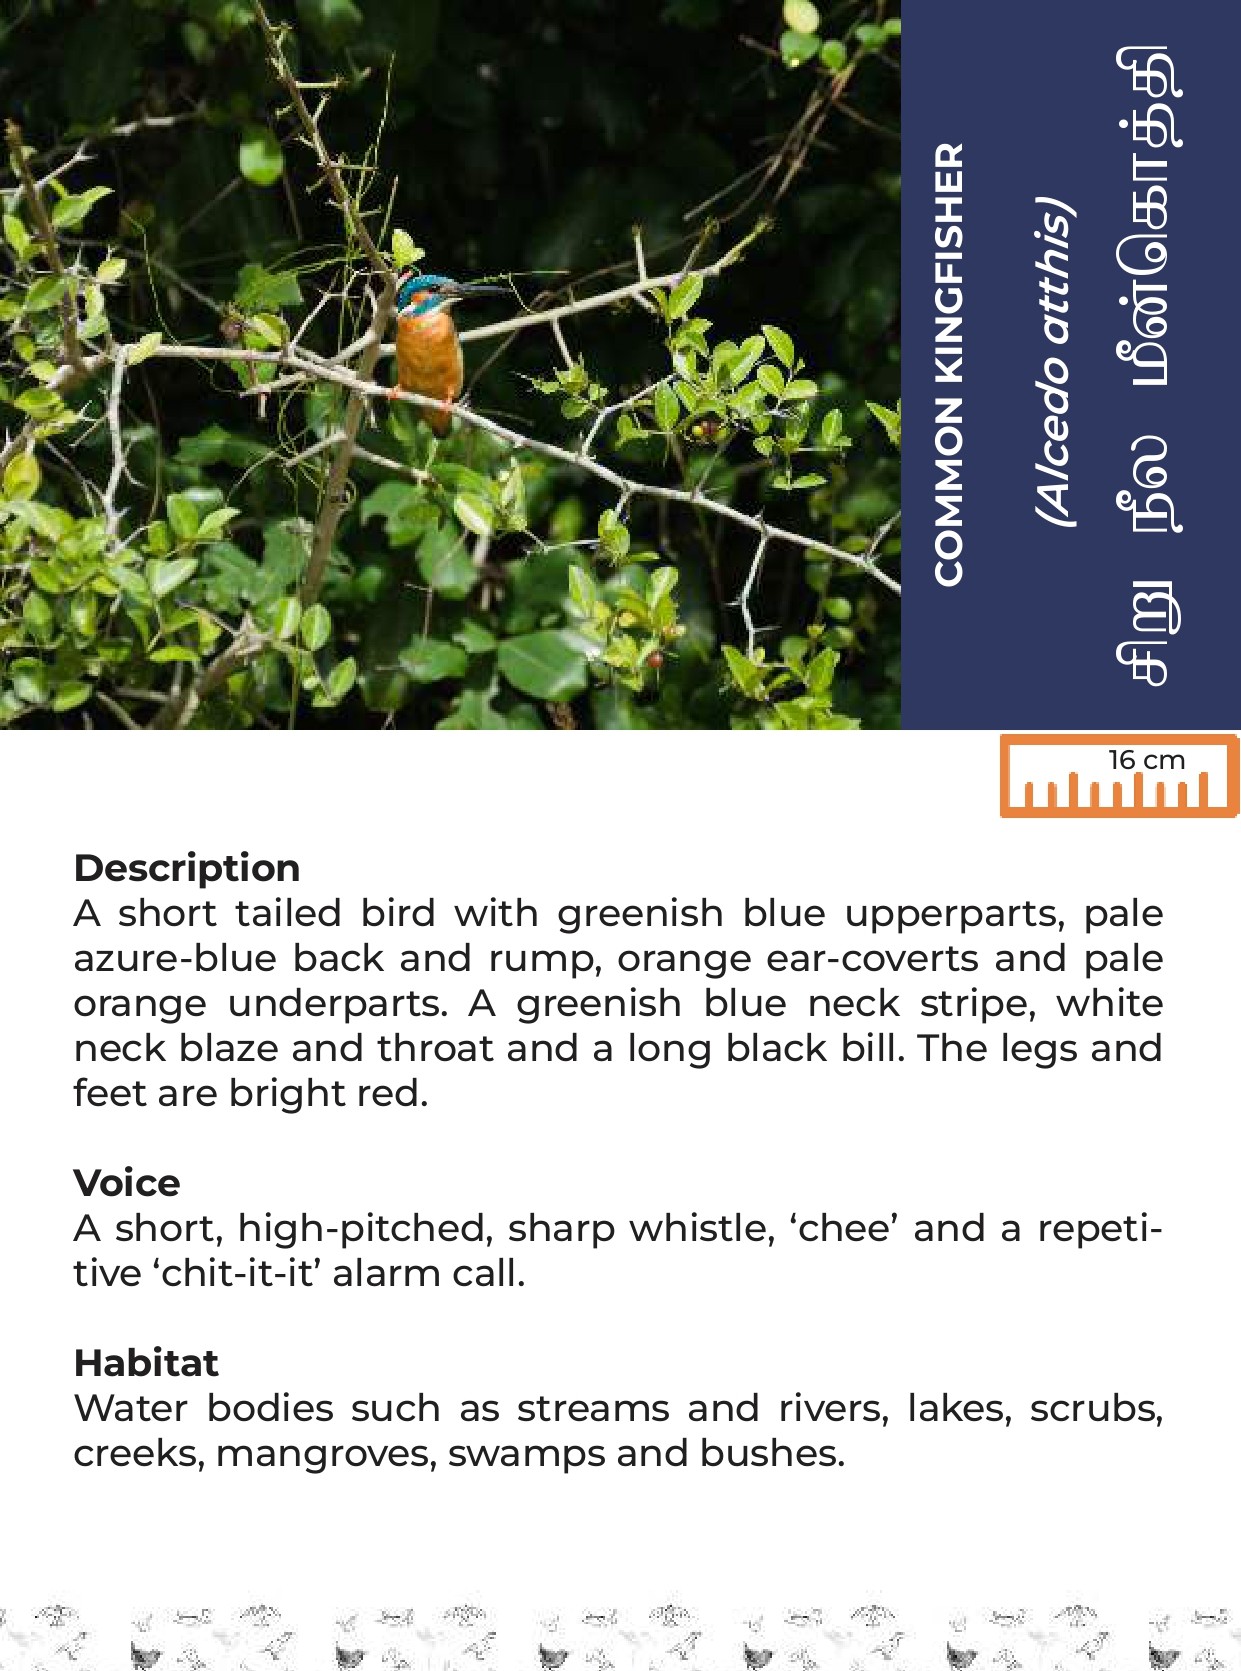 COMMON KINGFISHER
(Alcedo atthis)
சிறு நீல மீன்கொத்தி
16 cm
Description
A short tailed bird with greenish blue upperparts, pale
azure-blue back and rump, orange ear-coverts and pale
orange underparts. A greenish blue neck stripe, white
neck blaze and throat and a long black bill. The legs and
feet are bright red.
Voice
A short, high-pitched, sharp whistle, ‘chee’ and a repeti-
tive ‘chit-it-it’ alarm call.
Habitat
Water bodies such as streams and rivers, lakes, scrubs,
creeks, mangroves, swamps and bushes.